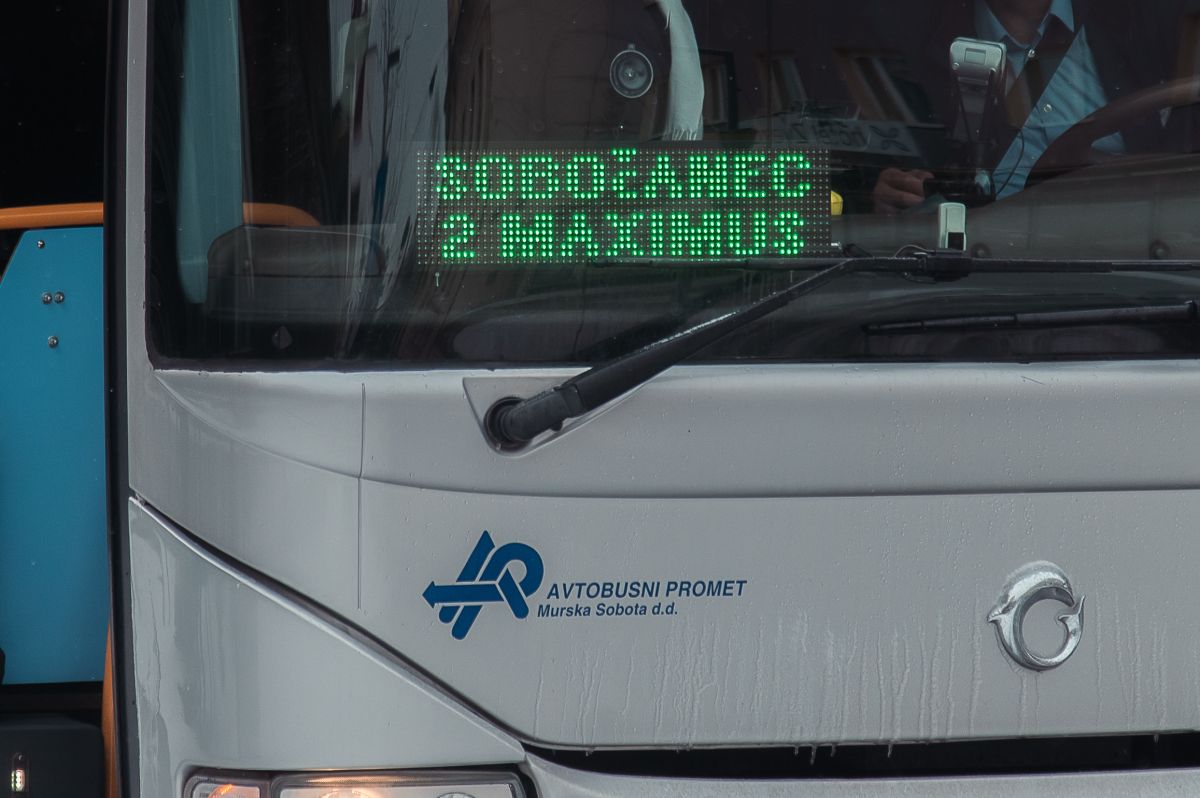 SOBOžANEC
2 MAXIMUS
AVTOBUSNI PROMET
Murska Sobota d.d.